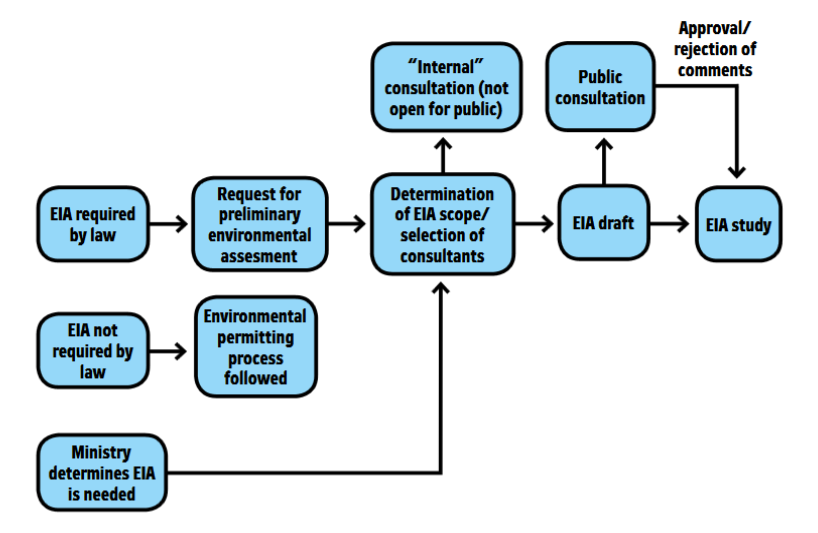 Approval/
rejection of
comments
“Internal”
consultation (not
open for public)
Public
consultation
EIA required
by law
Request for
preliminary
environmental
assesment
Determination
of EIA scope/
selection of
consultants
EIA draft
EIA study
EIA not
required by
law
Environmental
permitting
process
followed
Ministry
determines EIA
is needed